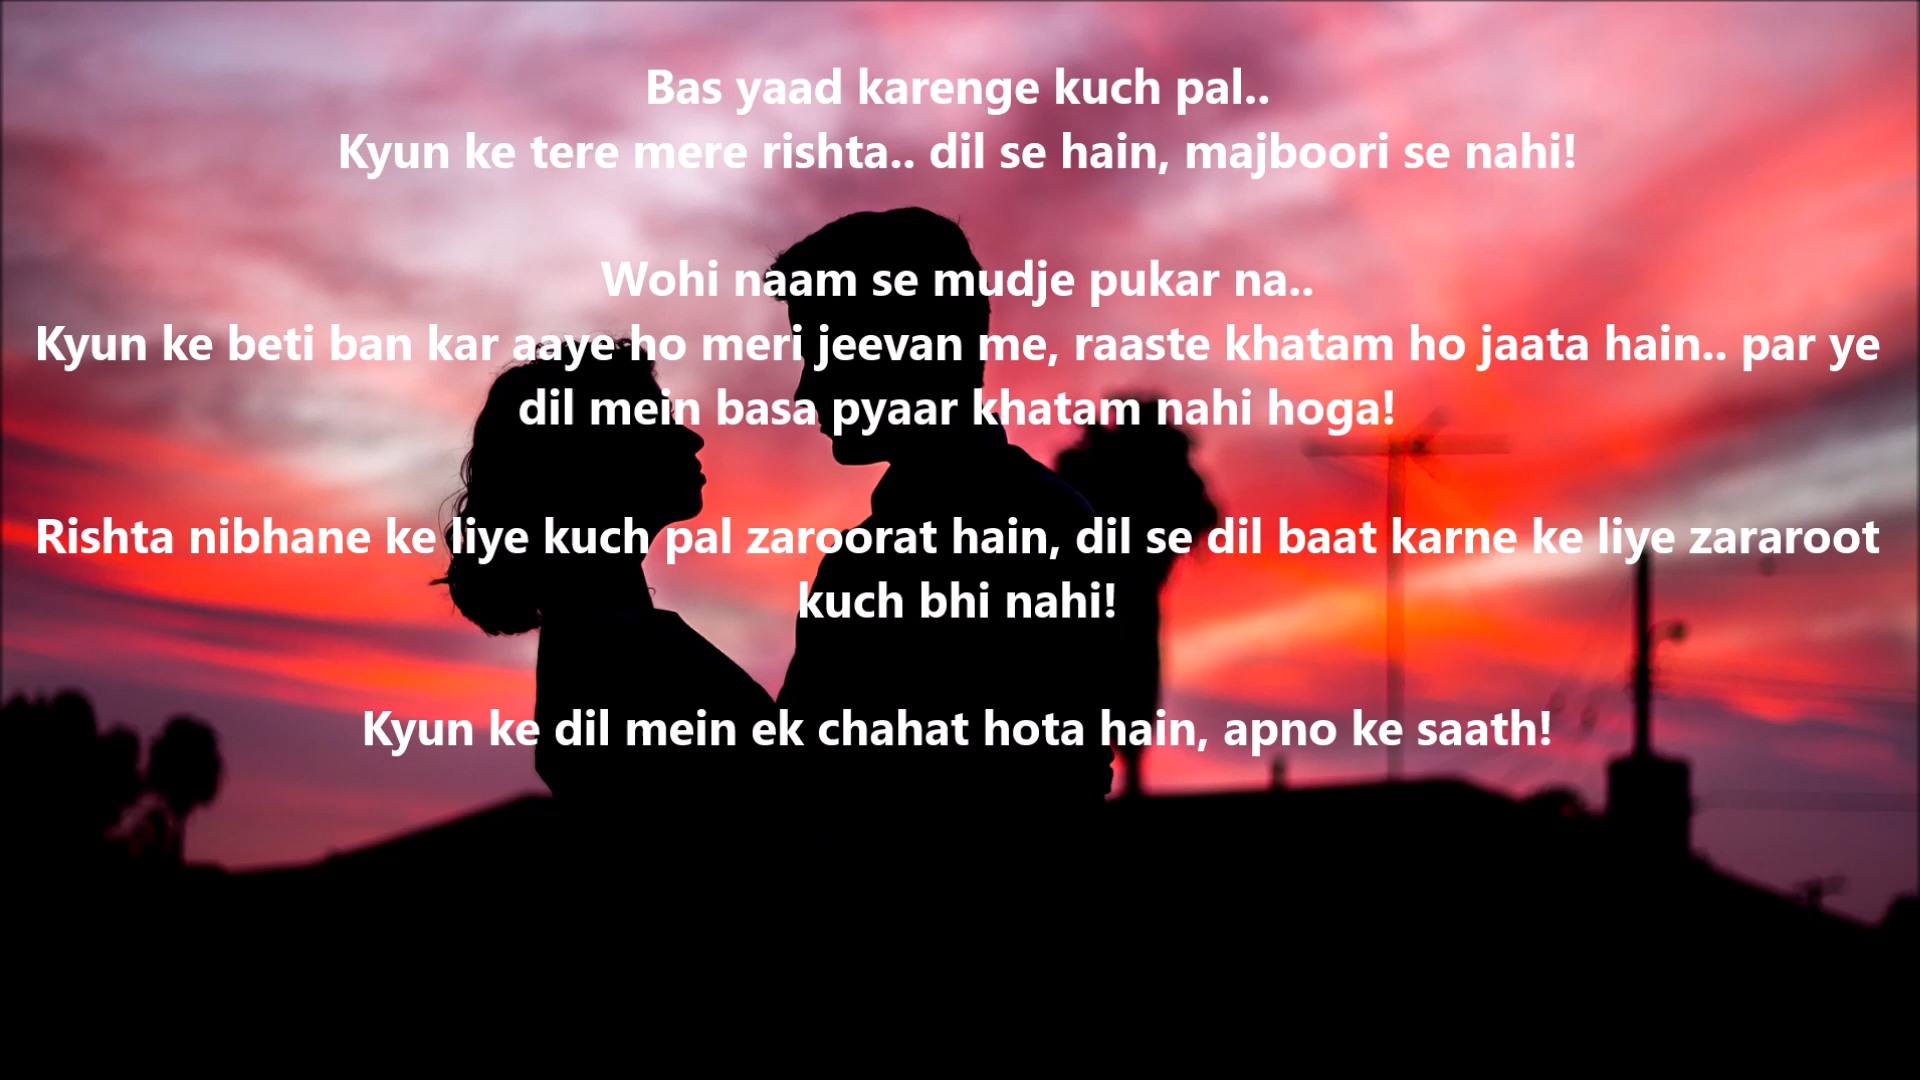 Bas yaad karenge kuch pal..
Kyun ke tere mere rishta.. dil se hain, majboori se nahi!
Wohi naam se mudje pukar na..
Kyun ke beti ban kar aaye ho meri jeevan me, raaste khatam ho jaata hain.. par ye
dil mein basa pyaar khatam nahi hoga!
Rishta nibhane ke liye kuch pal zaroorat hain, dil se dil baat karne ke liye zararoot
kuch bhi nahi!
Kyun ke dil mein ek chahat hota hain, apno ke saath!